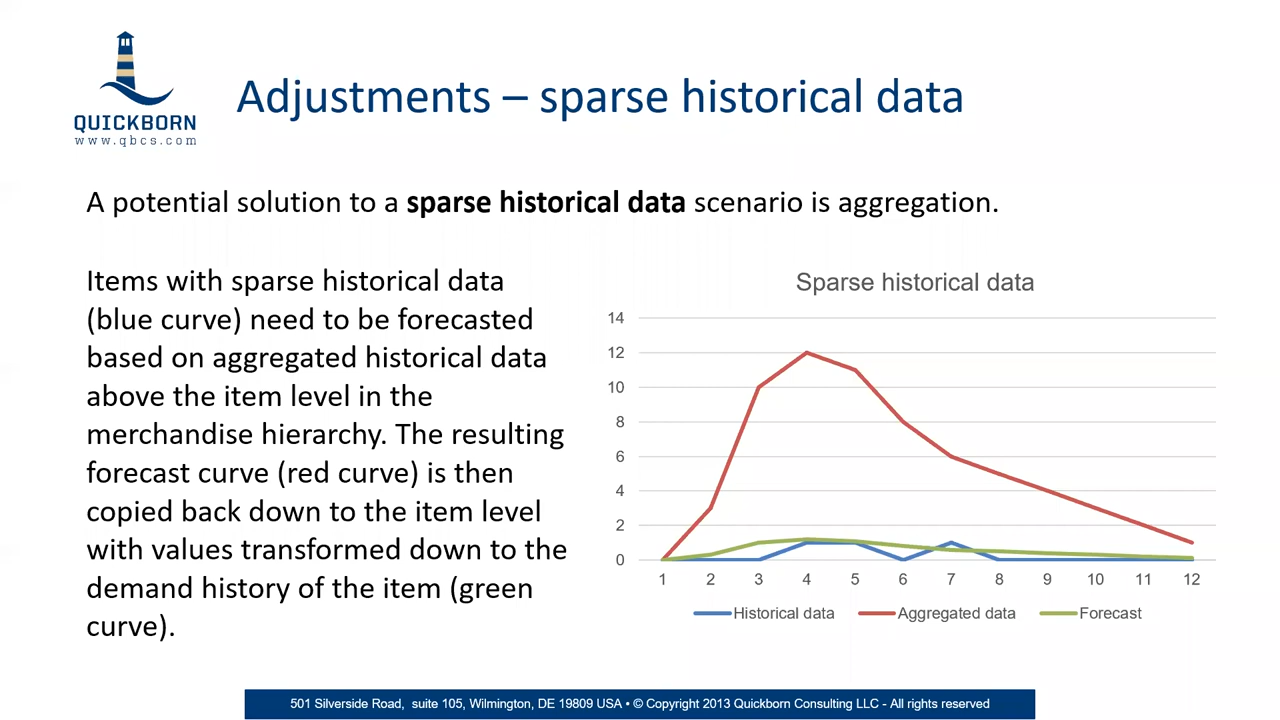 QUICKBORN
www.qbcs.com
Adjustments – sparse historical data
A potential solution to a sparse historical data scenario is aggregation.
Items with sparse historical data
(blue curve) need to be forecasted
based on aggregated historical data
above the item level in the
merchandise hierarchy. The resulting
forecast curve (red curve) is then
copied back down to the item level
with values transformed down to the
demand history of the item (green
curve).
Sparse historical data
14
12
10
8
6
4
2
0
1 2 3 4 5 6 7 8 9 10 11 12
Historical data Aggregated data Forecast
501 Silverside Road, suite 105, Wilmington, DE 19809 USA • © Copyright 2013 Quickborn Consulting LLC - All rights reserved